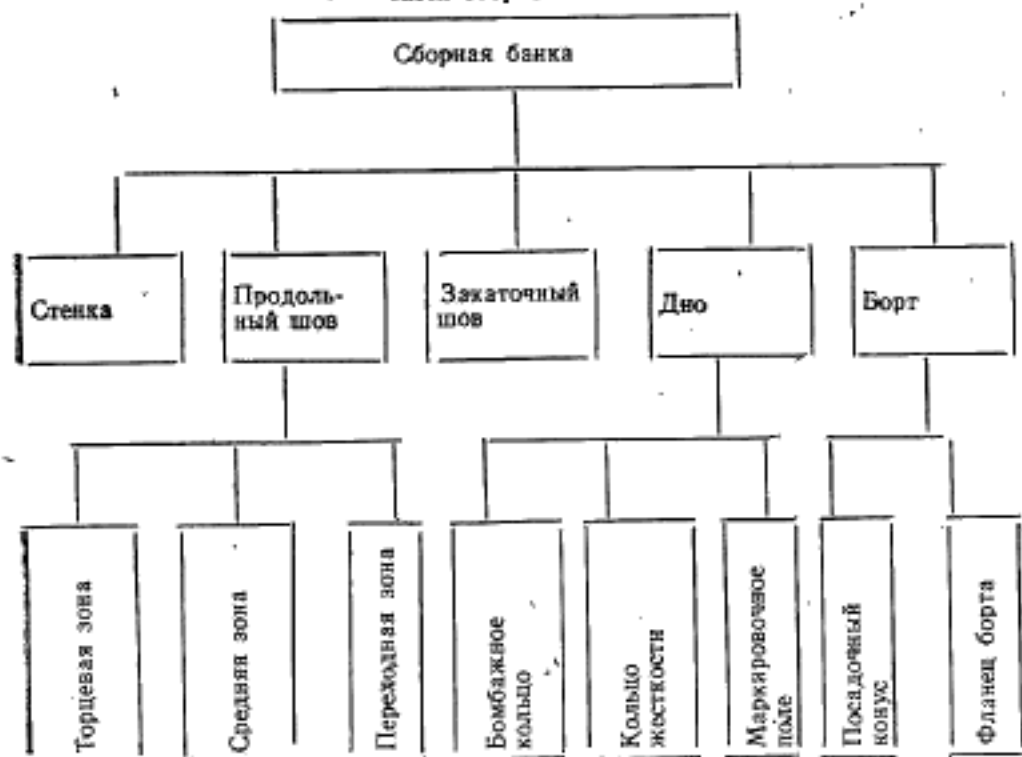 Сборная банка
Стенка
Продоль-
ный шов
Закаточный
шов
Дно
Борт
Торцевая зона
Средняя зона
Переходная зона
Бомбажное
кольцо
Кольцо
жесткости
Маркировочное
поле
Посадочный
конус
Фланец борта